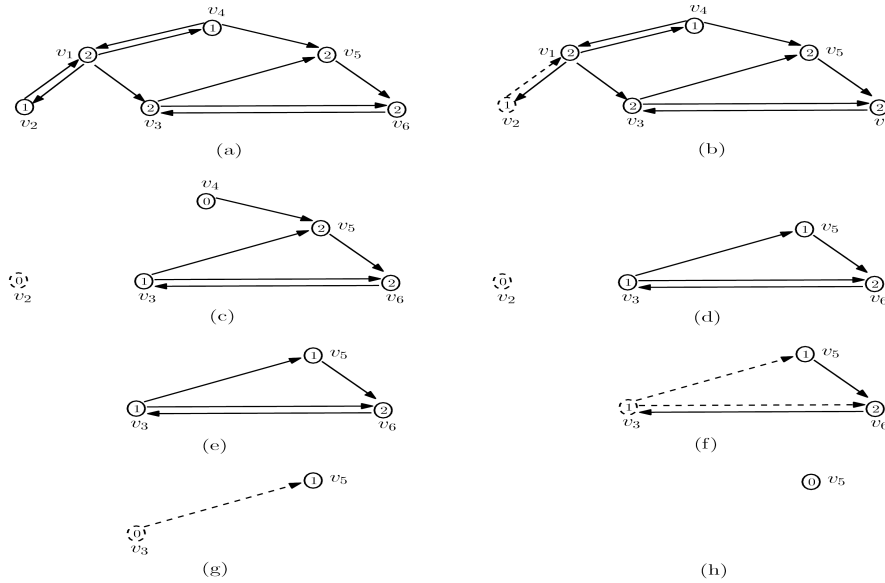 v₄ v₄
1 1
v₁ 2 2 v₅ v₁ 2 2 v₅
1 2 2 1 2 2
v₂ v₃ v₆ v₂ v₃ v
(a) (b)
v₄
0
2 v₅ 1 v₅
0 1 2 0 1 2
v₂ v₃ v₆ v₂ v₃ v₆
(c) (d)
1 v₅ 1 v₅
1 2 1 2
v₃ v₆ v₃ v₆
(e) (f)
1 v₅ 0 v₅
0
v₃
(g) (h)